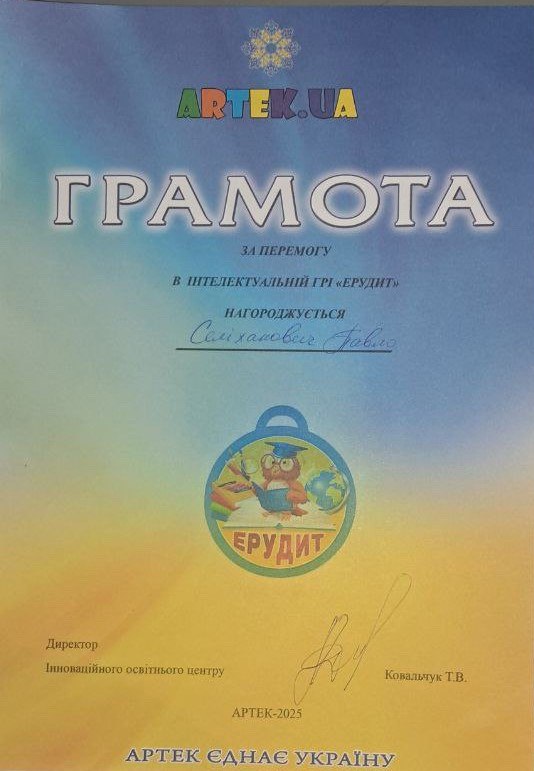 ARTEK.UA
ГРАМОТА
ЗА ПЕРЕМОГУ
В ІНТЕЛЕКТУАЛЬНІЙ ГРІ «ЕРУДИТ»
НАГОРОДЖУЄТЬСЯ
Селіханович Павло
ЕРУДИТ
Директор
Інноваційного освітнього центру
Ковальчук Т.В.
АРТЕК-2025
АРТЕК ЄДНАЄ УКРАЇНУ